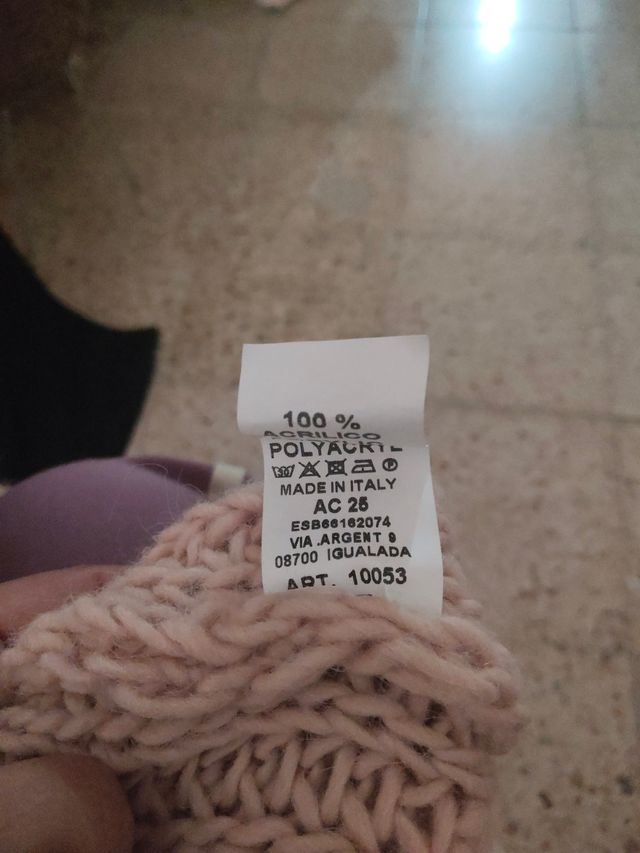 100 %
ACRILICO
POLYACRYL
MADE IN ITALY
AC 25
ESB66162074
VIA .ARGENT 9
08700 IGUALADA
ART. 10053